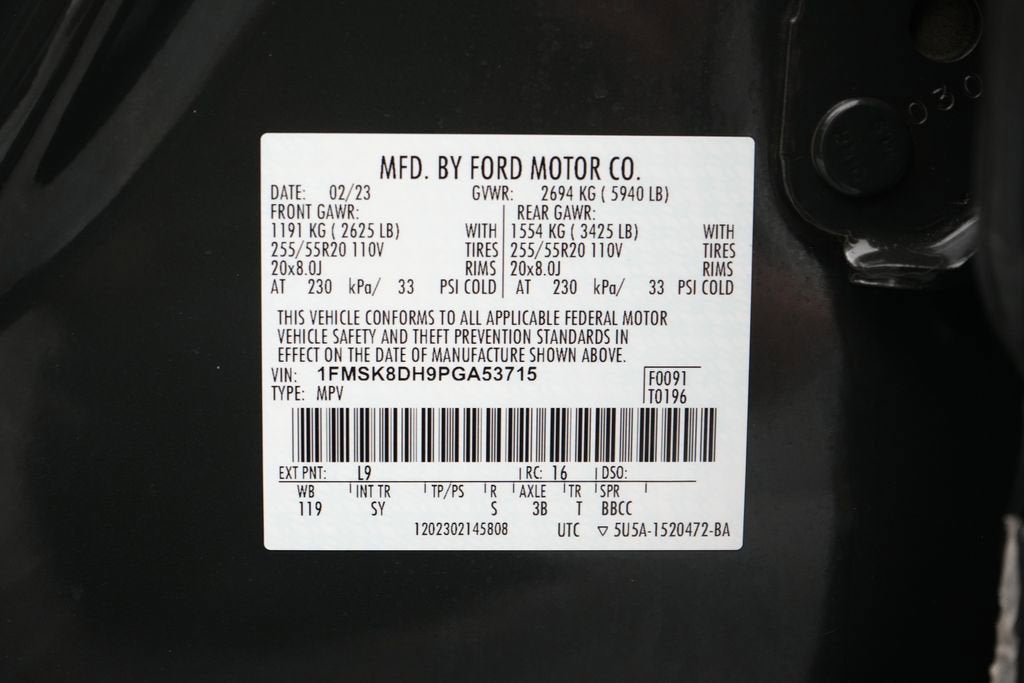 030
MFD. BY FORD MOTOR CO.
DATE: 02/23 GVWR: 2694 KG ( 5940 LB)
FRONT GAWR: REAR GAWR:
1191 KG ( 2625 LB) WITH 1554 KG ( 3425 LB) WITH
255/55R20 110V TIRES 255/55R20 110V TIRES
20x8.0J RIMS 20x8.0J RIMS
AT 230 kPa/ 33 PSI COLD AT 230 kPa/ 33 PSI COLD
THIS VEHICLE CONFORMS TO ALL APPLICABLE FEDERAL MOTOR
VEHICLE SAFETY AND THEFT PREVENTION STANDARDS IN
EFFECT ON THE DATE OF MANUFACTURE SHOWN ABOVE.
VIN: 1FMSK8DH9PGA53715 F0091
TYPE: MPV T0196
EXT PNT: L9 RC: 16 DSO:
WB INT TR TP/PS R AXLE TR SPR
119 SY S 3B T BBCC
1202302145808 UTC ▽ 5U5A-1520472-BA